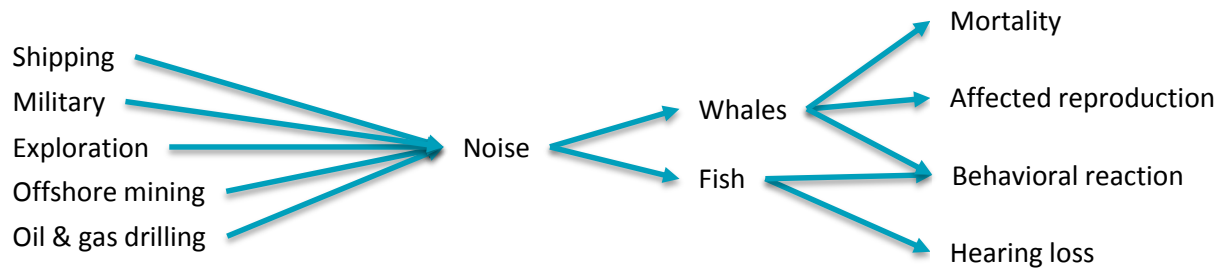 Shipping
Military
Exploration
Offshore mining
Oil & gas drilling
Noise
Whales
Fish
Mortality
Affected reproduction
Behavioral reaction
Hearing loss